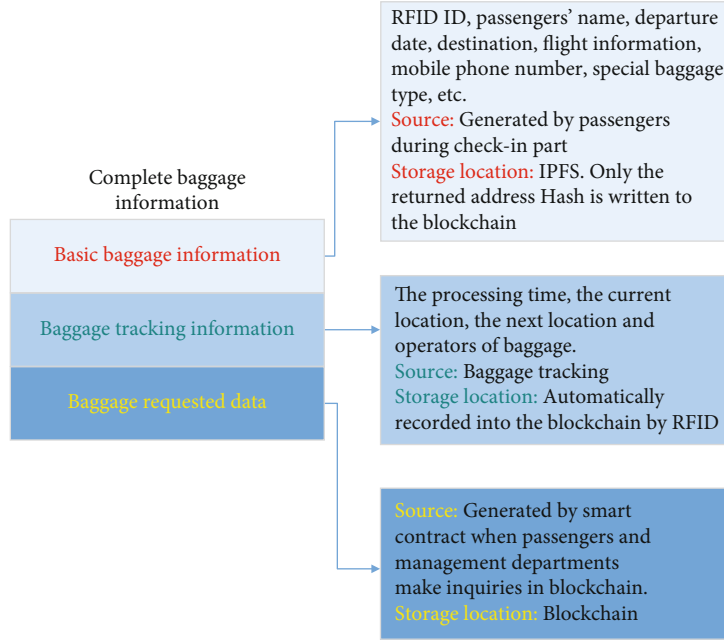 Complete baggage
information
Basic baggage information
Baggage tracking information
Baggage requested data
RFID ID, passengers’ name, departure
date, destination, flight information,
mobile phone number, special baggage
type, etc.
Source: Generated by passengers
during check-in part
Storage location: IPFS. Only the
returned address Hash is written to
the blockchain
The processing time, the current
location, the next location and
operators of baggage.
Source: Baggage tracking
Storage location: Automatically
recorded into the blockchain by RFID
Source: Generated by smart
contract when passengers and
management departments
make inquiries in blockchain.
Storage location: Blockchain